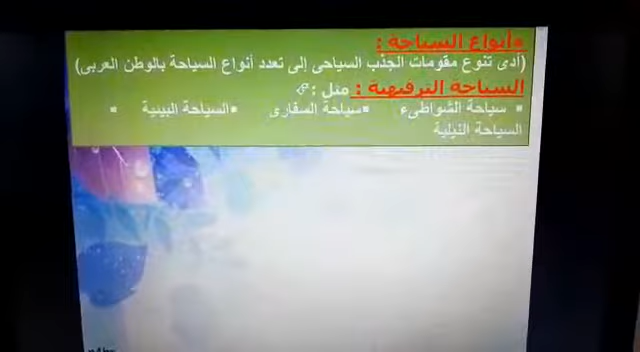 •أنواع السياحة :
(أدى تنوع مقومات الجذب السياحى إلى تعدد أنواع السياحة بالوطن العربى)
السياحة الترفيهية : مثل :
▪ سياحة الشواطىء ▪سياحة السفارى ▪السياحة البيئية ▪
السياحة النيلية